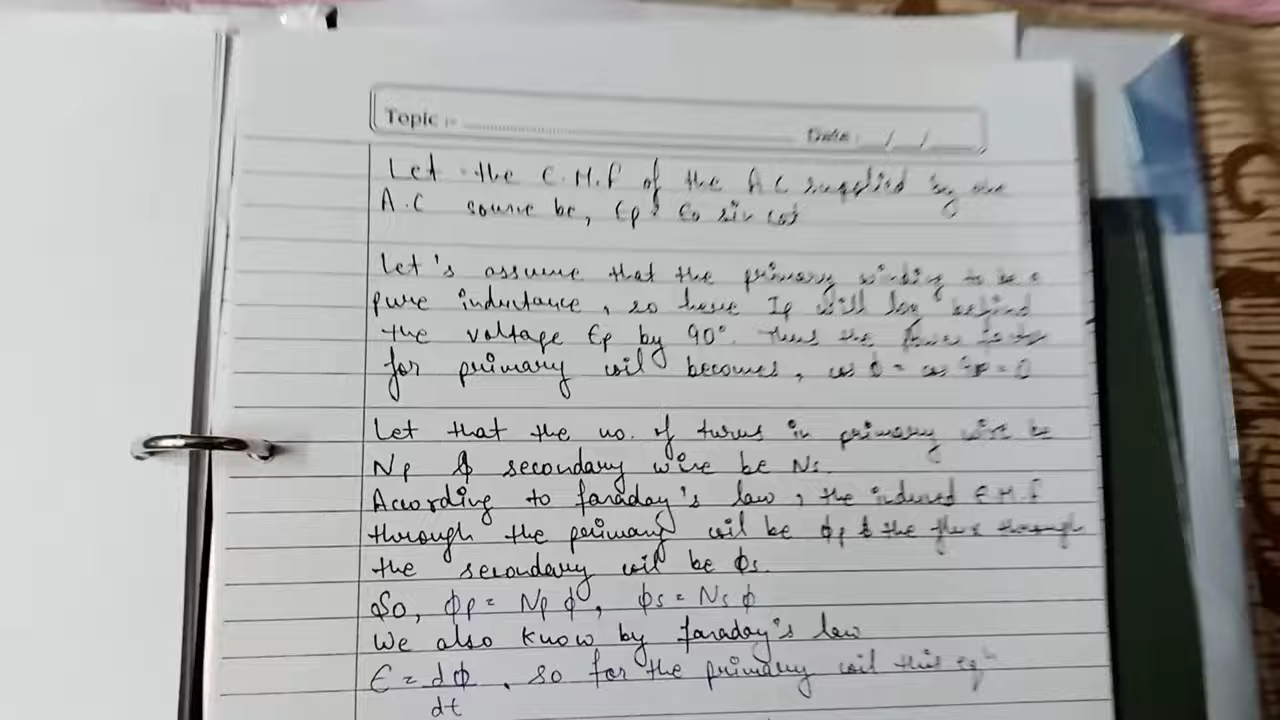 Topic :-
Date : / /
Let the E.M.F of the AC supplied by the
A.C source be, Ep = Eo sin ωt
Let's assume that the primary winding to be a
pure inductance, so here Ip will lag behind
the voltage Ep by 90°. Thus the power factor
for primary coil becomes, cos ϕ = cos 90° = 0
Let that the no. of turns in primary wire be
Np & secondary wire be Ns.
According to faraday's law, the induced E.M.F
through the primary coil be ϕp & the flux through
the secondary coil be ϕs.
So, ϕp = Np ϕ, ϕs = Ns ϕ
We also know by faraday's law
E = dϕ/dt, so for the primary coil this eqn